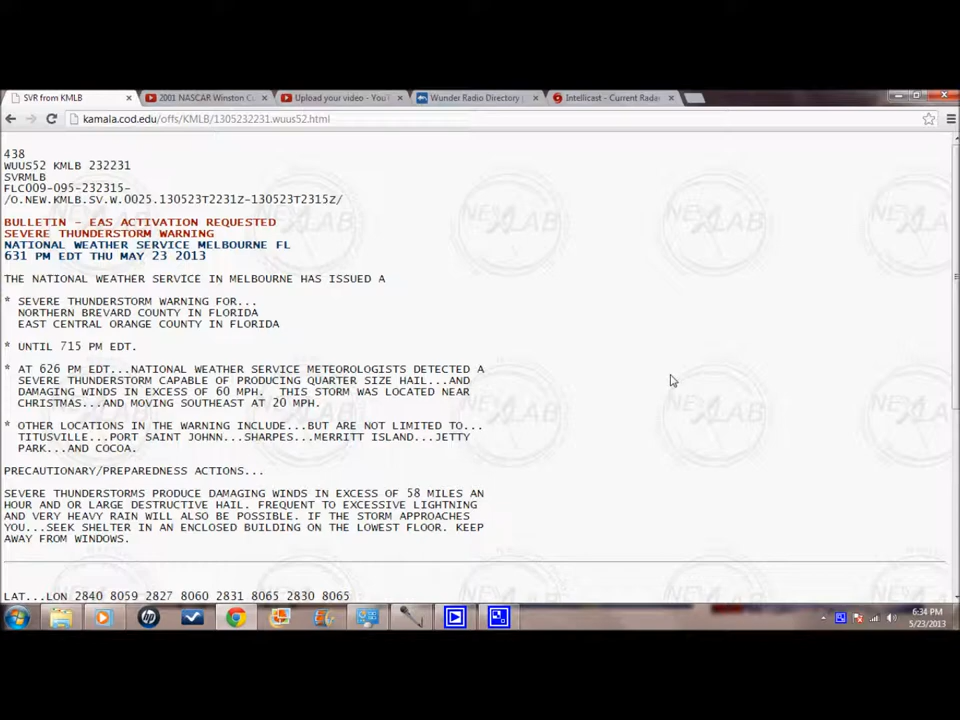 SVR from KMLB
2001 NASCAR Winston Cu
Upload your video - You
Wunder Radio Directory
Intellicast - Current Rada
kamala.cod.edu/offs/KMLB/1305232231.wuus52.html
438
WUUS52 KMLB 232231
SVRMLB
FLC009-095-232315-
/O.NEW.KMLB.SV.W.0025.130523T2231Z-130523T2315Z/
BULLETIN - EAS ACTIVATION REQUESTED
SEVERE THUNDERSTORM WARNING
NATIONAL WEATHER SERVICE MELBOURNE FL
631 PM EDT THU MAY 23 2013
THE NATIONAL WEATHER SERVICE IN MELBOURNE HAS ISSUED A
* SEVERE THUNDERSTORM WARNING FOR...
NORTHERN BREVARD COUNTY IN FLORIDA
EAST CENTRAL ORANGE COUNTY IN FLORIDA
* UNTIL 715 PM EDT.
* AT 626 PM EDT...NATIONAL WEATHER SERVICE METEOROLOGISTS DETECTED A
SEVERE THUNDERSTORM CAPABLE OF PRODUCING QUARTER SIZE HAIL...AND
DAMAGING WINDS IN EXCESS OF 60 MPH. THIS STORM WAS LOCATED NEAR
CHRISTMAS...AND MOVING SOUTHEAST AT 20 MPH.
* OTHER LOCATIONS IN THE WARNING INCLUDE...BUT ARE NOT LIMITED TO...
TITUSVILLE...PORT SAINT JOHN...SHARPES...MERRITT ISLAND...JETTY
PARK...AND COCOA.
PRECAUTIONARY/PREPAREDNESS ACTIONS...
SEVERE THUNDERSTORMS PRODUCE DAMAGING WINDS IN EXCESS OF 58 MILES AN
HOUR AND OR LARGE DESTRUCTIVE HAIL. FREQUENT TO EXCESSIVE LIGHTNING
AND VERY HEAVY RAIN WILL ALSO BE POSSIBLE. IF THE STORM APPROACHES
YOU...SEEK SHELTER IN AN ENCLOSED BUILDING ON THE LOWEST FLOOR. KEEP
AWAY FROM WINDOWS.
LAT...LON 2840 8059 2827 8060 2831 8065 2830 8065
6:34 PM
5/23/2013